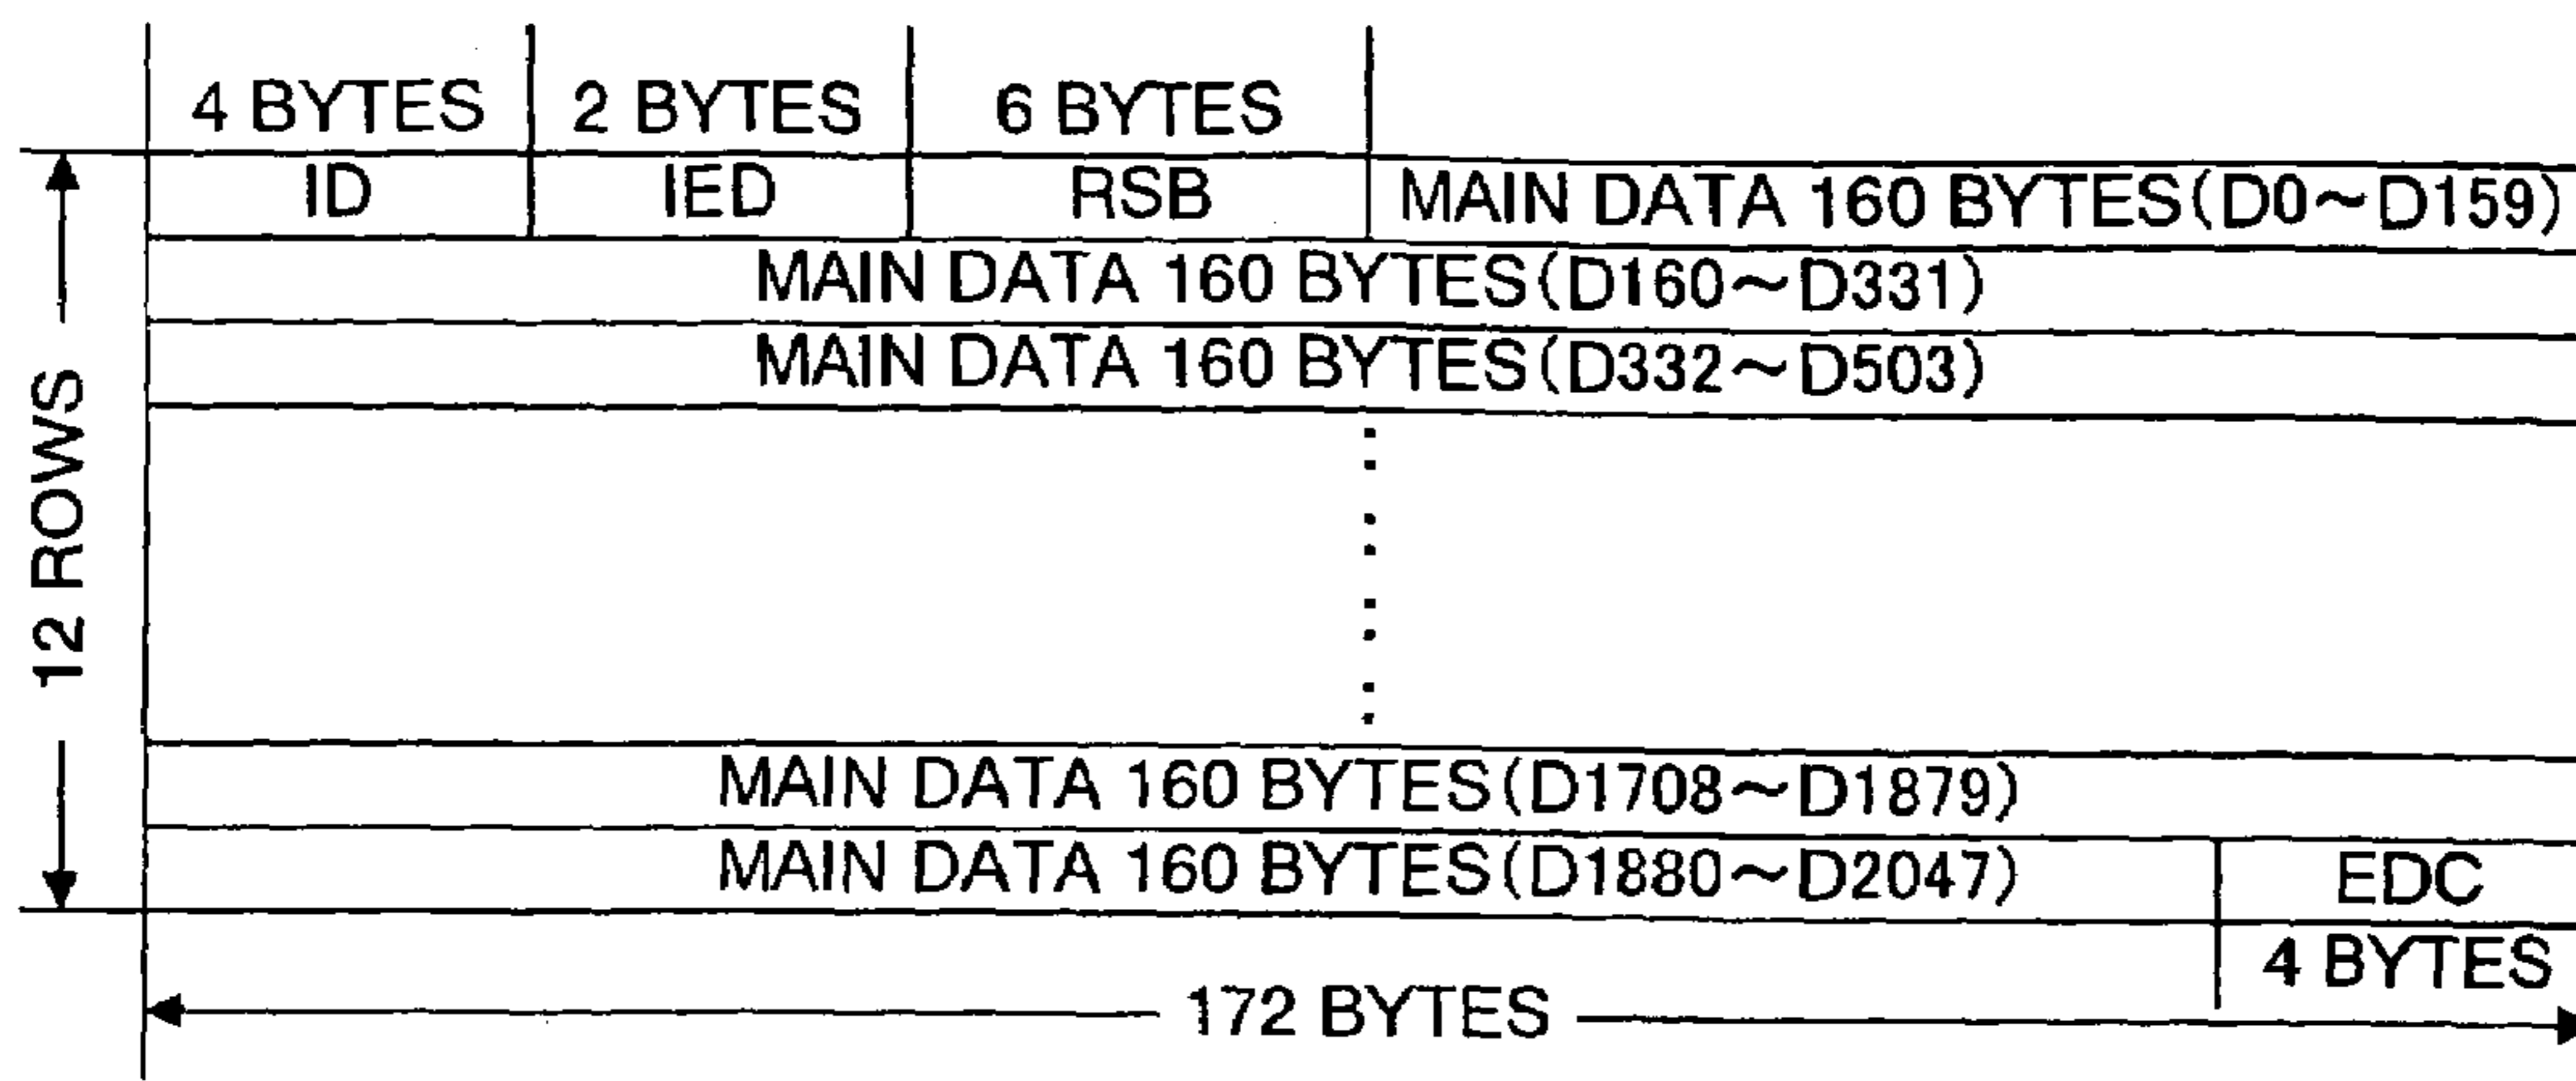 4 BYTES 2 BYTES 6 BYTES
ID IED RSB MAIN DATA 160 BYTES(D0~D159)
MAIN DATA 160 BYTES(D160~D331)
MAIN DATA 160 BYTES(D332~D503)
12 ROWS
MAIN DATA 160 BYTES(D1708~D1879)
MAIN DATA 160 BYTES(D1880~D2047) EDC
4 BYTES
172 BYTES